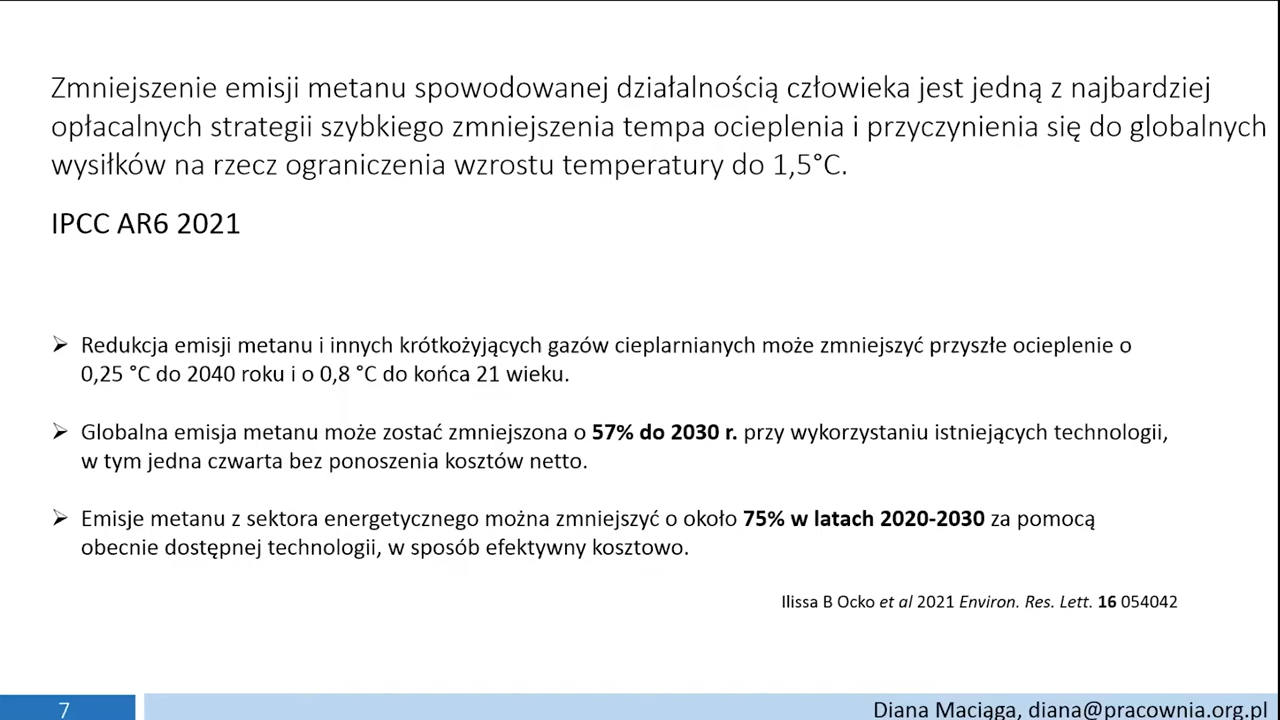 Zmniejszenie emisji metanu spowodowanej działalnością człowieka jest jedną z najbardziej
opłacalnych strategii szybkiego zmniejszenia tempa ocieplenia i przyczynienia się do globalnych
wysiłków na rzecz ograniczenia wzrostu temperatury do 1,5°C.
IPCC AR6 2021
➢ Redukcja emisji metanu i innych krótkożyjących gazów cieplarnianych może zmniejszyć przyszłe ocieplenie o
0,25 °C do 2040 roku i o 0,8 °C do końca 21 wieku.
➢ Globalna emisja metanu może zostać zmniejszona o 57% do 2030 r. przy wykorzystaniu istniejących technologii,
w tym jedna czwarta bez ponoszenia kosztów netto.
➢ Emisje metanu z sektora energetycznego można zmniejszyć o około 75% w latach 2020-2030 za pomocą
obecnie dostępnej technologii, w sposób efektywny kosztowo.
Ilissa B Ocko et al 2021 Environ. Res. Lett. 16 054042
7
Diana Maciąga, diana@pracownia.org.pl